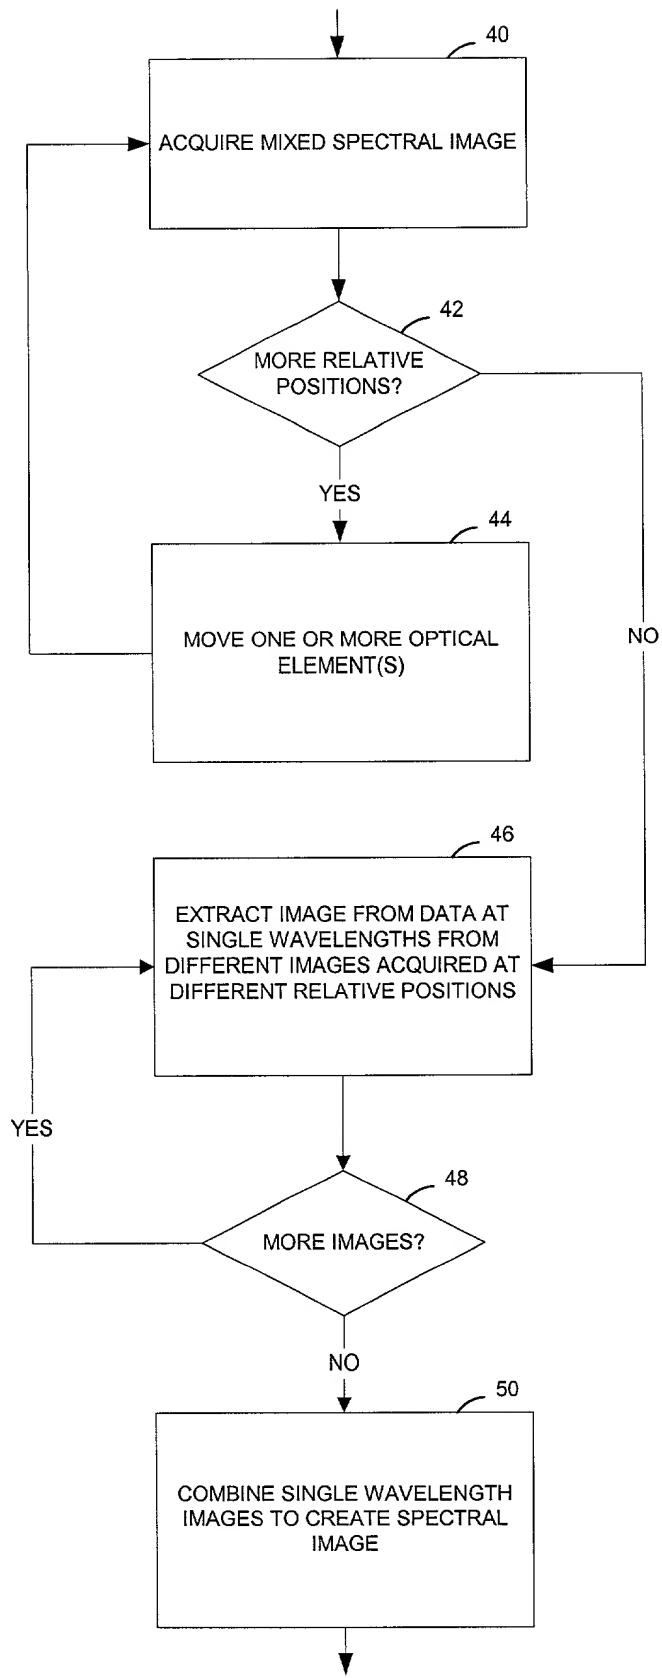 40
ACQUIRE MIXED SPECTRAL IMAGE
42
MORE RELATIVE
POSITIONS?
YES
44
MOVE ONE OR MORE OPTICAL
ELEMENT(S)
NO
46
EXTRACT IMAGE FROM DATA AT
SINGLE WAVELENGTHS FROM
DIFFERENT IMAGES ACQUIRED AT
DIFFERENT RELATIVE POSITIONS
YES
48
MORE IMAGES?
NO
50
COMBINE SINGLE WAVELENGTH
IMAGES TO CREATE SPECTRAL
IMAGE